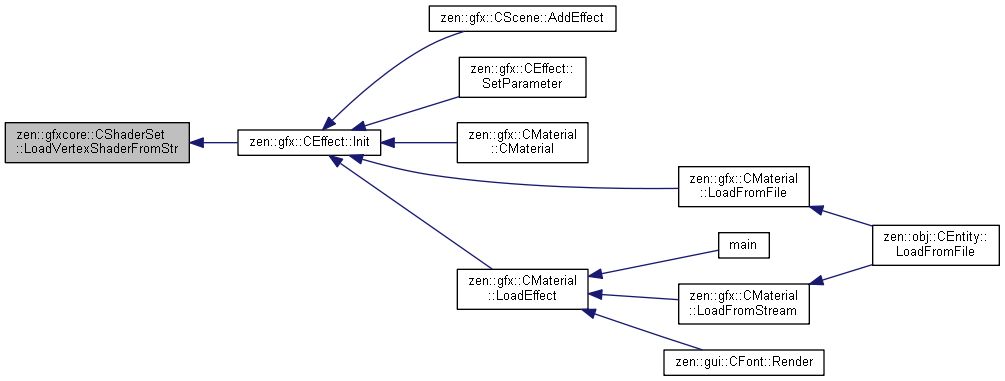 zen::gfx::CScene::AddEffect
zen::gfx::CEffect::
SetParameter
zen::gfxcore::CShaderSet
::LoadVertexShaderFromStr
zen::gfx::CEffect::Init
zen::gfx::CMaterial
::CMaterial
zen::gfx::CMaterial
::LoadFromFile
main
zen::obj::CEntity::
LoadFromFile
zen::gfx::CMaterial
::LoadEffect
zen::gfx::CMaterial
::LoadFromStream
zen::gui::CFont::Render